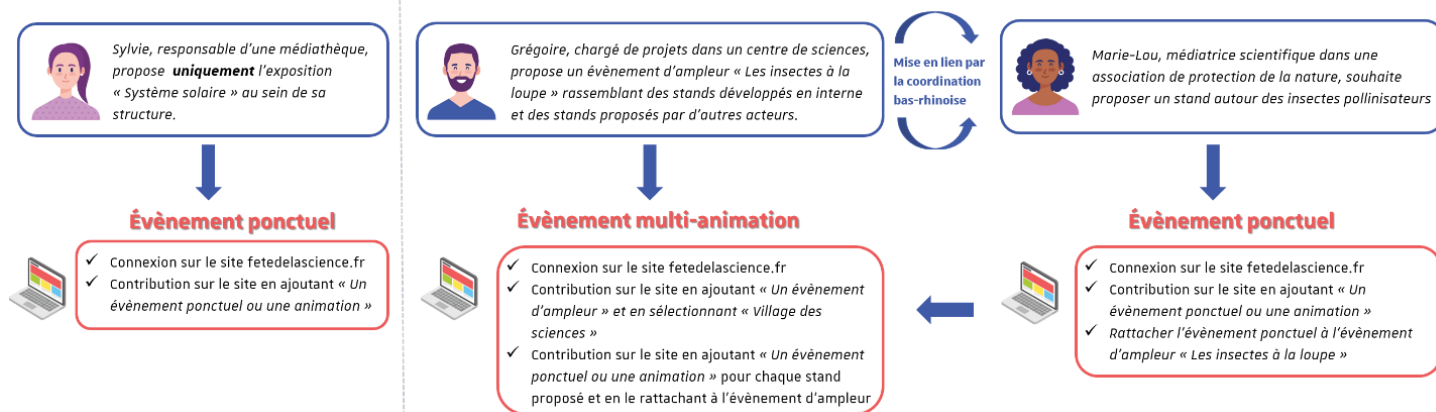 Sylvie, responsable d'une médiathèque,
propose uniquement l'exposition
« Système solaire » au sein de sa
structure.
Évènement ponctuel
✓ Connexion sur le site fetedelascience.fr
✓ Contribution sur le site en ajoutant « Un
évènement ponctuel ou une animation »
Grégoire, chargé de projets dans un centre de sciences,
propose un évènement d'ampleur « Les insectes à la
loupe » rassemblant des stands développés en interne
et des stands proposés par d'autres acteurs.
Mise en lien par
la coordination
bas-rhinoise
Marie-Lou, médiatrice scientifique dans une
association de protection de la nature, souhaite
proposer un stand autour des insectes pollinisateurs
Évènement multi-animation
✓ Connexion sur le site fetedelascience.fr
✓ Contribution sur le site en ajoutant « Un évènement
d'ampleur » et en sélectionnant « Village des
sciences »
✓ Contribution sur le site en ajoutant « Un évènement
ponctuel ou une animation » pour chaque stand
proposé et en le rattachant à l'évènement d'ampleur
Évènement ponctuel
✓ Connexion sur le site fetedelascience.fr
✓ Contribution sur le site en ajoutant « Un
évènement ponctuel ou une animation »
✓ Rattacher l'évènement ponctuel à l'évènement
d'ampleur « Les insectes à la loupe »